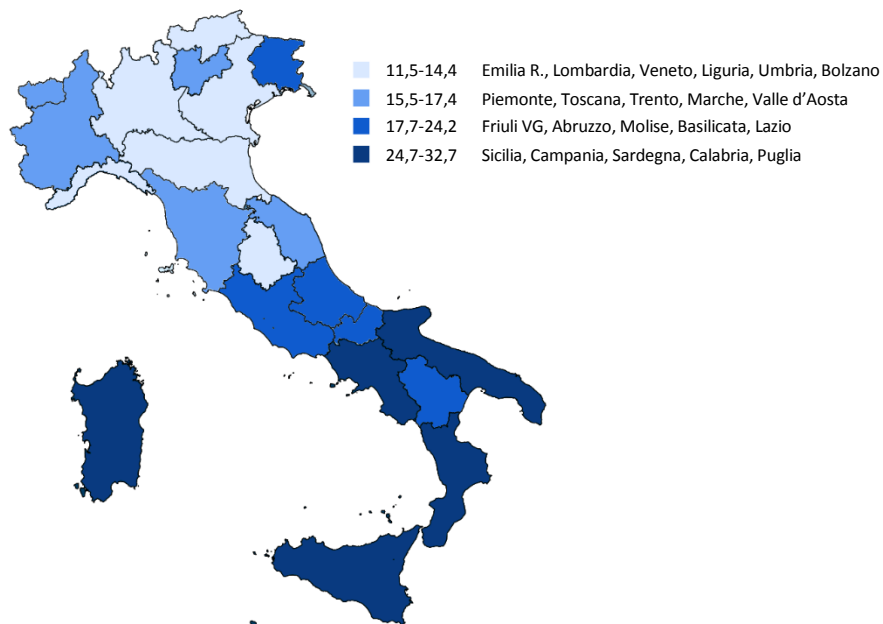 11,5-14,4 Emilia R., Lombardia, Veneto, Liguria, Umbria, Bolzano
15,5-17,4 Piemonte, Toscana, Trento, Marche, Valle d’Aosta
17,7-24,2 Friuli VG, Abruzzo, Molise, Basilicata, Lazio
24,7-32,7 Sicilia, Campania, Sardegna, Calabria, Puglia